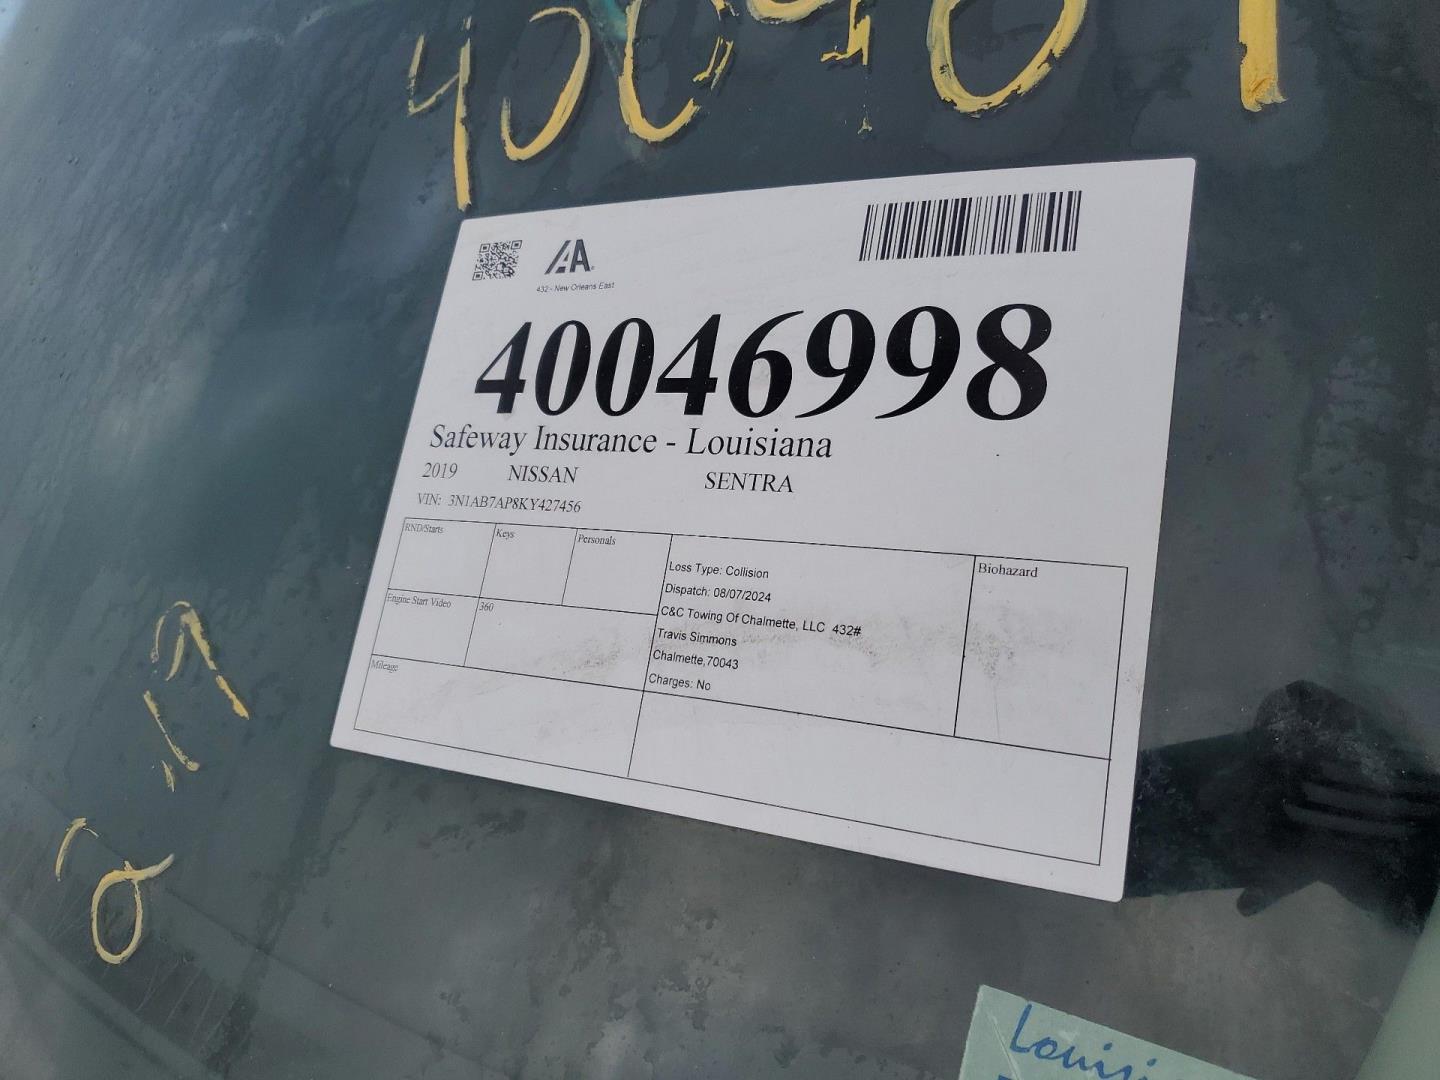 IAA
432 - New Orleans East
40046998
Safeway Insurance - Louisiana
2019 NISSAN SENTRA
VIN: 3N1AB7AP8KY427456
RND/Starts Keys Personals
Loss Type: Collision
Biohazard
Dispatch: 08/07/2024
Engine Start Video 360
C&C Towing Of Chalmette, LLC 432#
Travis Simmons
Chalmette,70043
Mileage
Charges: No